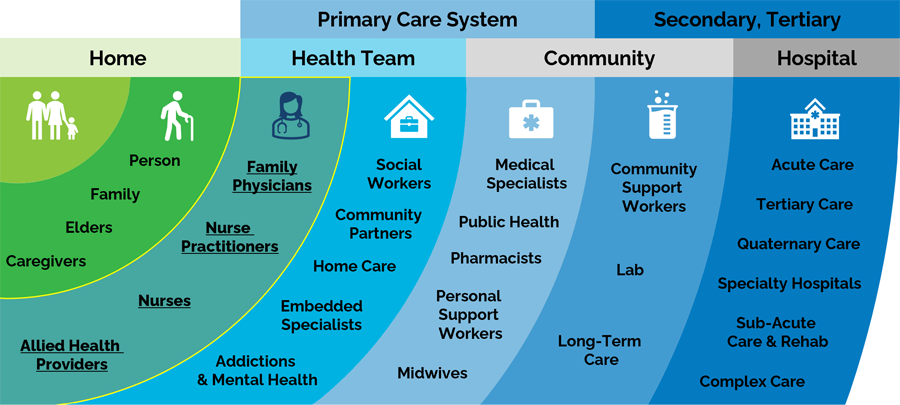 Primary Care System
Secondary, Tertiary
Home
Health Team
Community
Hospital
Person
Family
Elders
Caregivers
Family
Physicians
Nurse
Practitioners
Nurses
Allied Health
Providers
Social
Workers
Community
Partners
Home Care
Embedded
Specialists
Addictions
& Mental Health
Medical
Specialists
Public Health
Pharmacists
Personal
Support
Workers
Midwives
Community
Support
Workers
Lab
Long-Term
Care
Acute Care
Tertiary Care
Quaternary Care
Specialty Hospitals
Sub-Acute
Care & Rehab
Complex Care